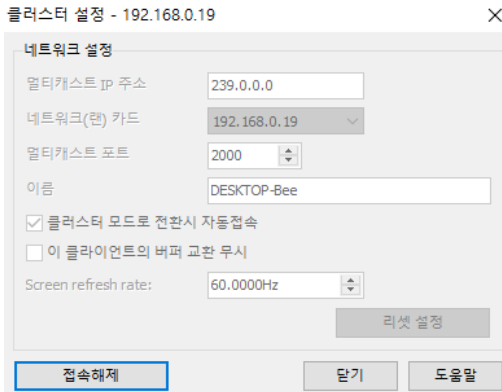 클러스터 설정 - 192.168.0.19
네트워크 설정
멀티캐스트 IP 주소 239.0.0.0
네트워크(랜) 카드 192.168.0.19
멀티캐스트 포트 2000
이름 DESKTOP-Bee
클러스터 모드로 전환시 자동접속
이 클라이언트의 버퍼 교환 무시
Screen refresh rate: 60.0000Hz
리셋 설정
접속해제 닫기 도움말